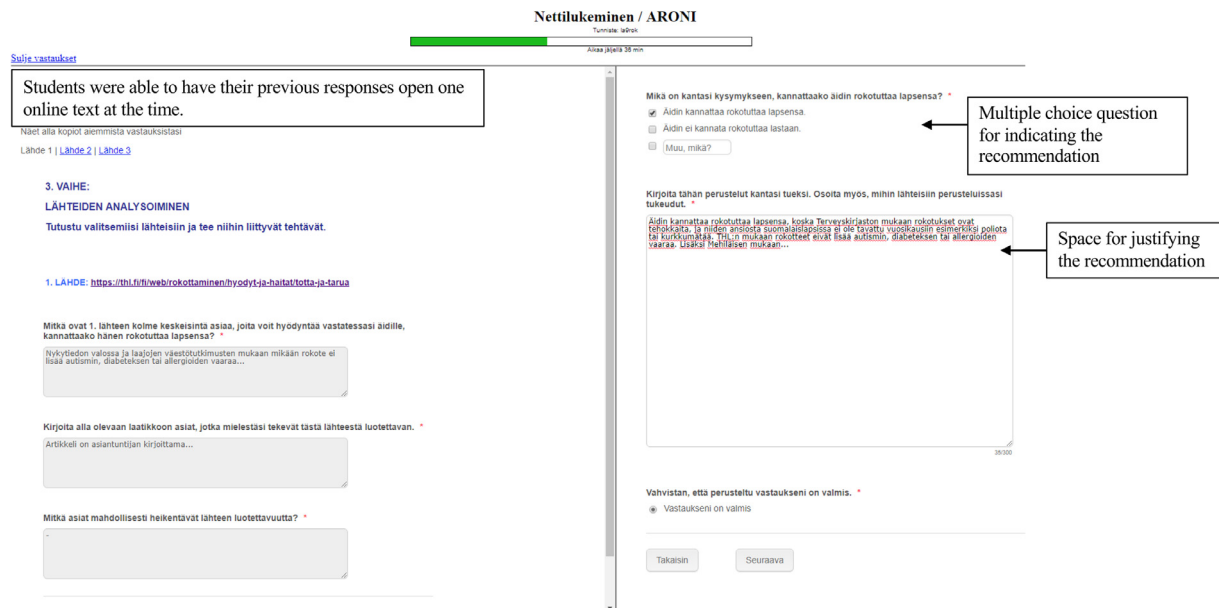 Nettilukeminen / ARONI
Tunniste: la9rok
Aikaa jäljellä 36 min
Sulje vastaukset
Students were able to have their previous responses open one
online text at the time.
Näet alla kopiot aiemmista vastauksistasi
Lähde 1 | Lähde 2 | Lähde 3
3. VAIHE:
LÄHTEIDEN ANALYSOIMINEN
Tutustu valitsemiisi lähteisiin ja tee niihin liittyvät tehtävät.
1. LÄHDE: https://thl.fi/fi/web/rokottaminen/hyodyt-ja-haitat/totta-ja-tarua
Mitkä ovat 1. lähteen kolme keskeisintä asiaa, joita voit hyödyntää vastatessasi äidille,
kannattaako hänen rokotuttaa lapsensa? *
Nykytiedon valossa ja laajojen väestötutkimusten mukaan mikään rokote ei
lisää autismin, diabeteksen tai allergioiden vaaraa...
Kirjoita alla olevaan laatikkoon asiat, jotka mielestäsi tekevät tästä lähteestä luotettavan. *
Artikkeli on asiantuntijan kirjoittama...
Mitkä asiat mahdollisesti heikentävät lähteen luotettavuutta? *
-
Mikä on kantasi kysymykseen, kannattaako äidin rokotuttaa lapsensa? *
Äidin kannattaa rokotuttaa lapsensa.
Äidin ei kannata rokotuttaa lastaan.
Muu, mikä?
Multiple choice question
for indicating the
recommendation
Kirjoita tähän perustelut kantasi tueksi. Osoita myös, mihin lähteisiin perusteluissasi
tukeudut. *
Äidin kannattaa rokotuttaa lapsensa, koska Terveyskirjaston mukaan rokotukset ovat
tehokkaita, ja niiden ansiosta suomalaislapsissa ei ole tavattu vuosikausiin esimerkiksi poliota
tai kurkkumätää. THL:n mukaan rokotteet eivät lisää autismin, diabeteksen tai allergioiden
vaaraa. Lisäksi Mehiläisen mukaan...
Space for justifying
the recommendation
35/300
Vahvistan, että perusteltu vastaukseni on valmis. *
Vastaukseni on valmis
Takaisin
Seuraava